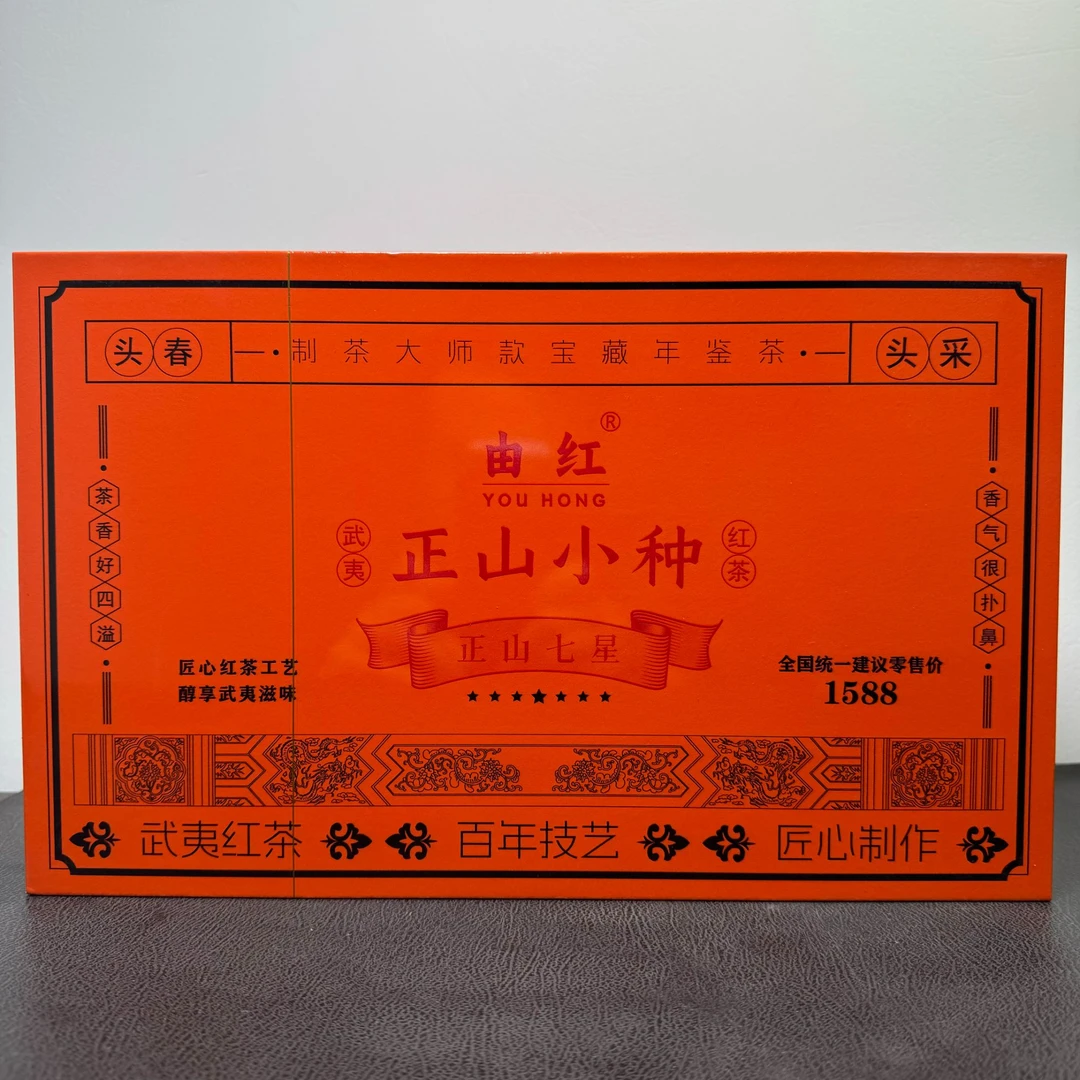 头春
制茶大师款宝藏年鉴茶
头采
由红®
YOU HONG
武夷
正山小种
红茶
正山七星
茶香好四溢
香气很扑鼻
匠心红茶工艺
醇享武夷滋味
全国统一建议零售价
1588
武夷红茶
百年技艺
匠心制作